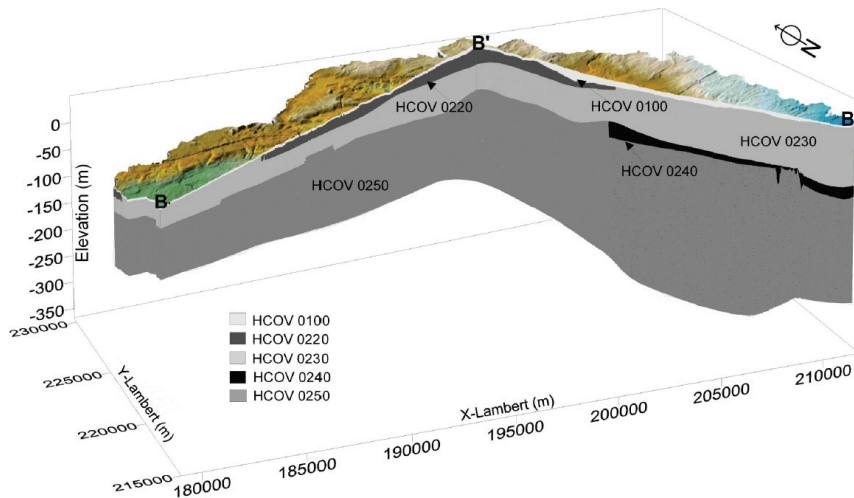 B'
N
B
HCOV 0220
HCOV 0100
HCOV 0230
HCOV 0240
HCOV 0250
B
Elevation (m)
0
-50
-100
-150
-200
-250
-300
-350
HCOV 0100
HCOV 0220
HCOV 0230
HCOV 0240
HCOV 0250
Y-Lambert (m)
230000
225000
220000
215000
X-Lambert (m)
180000
185000
190000
195000
200000
205000
210000